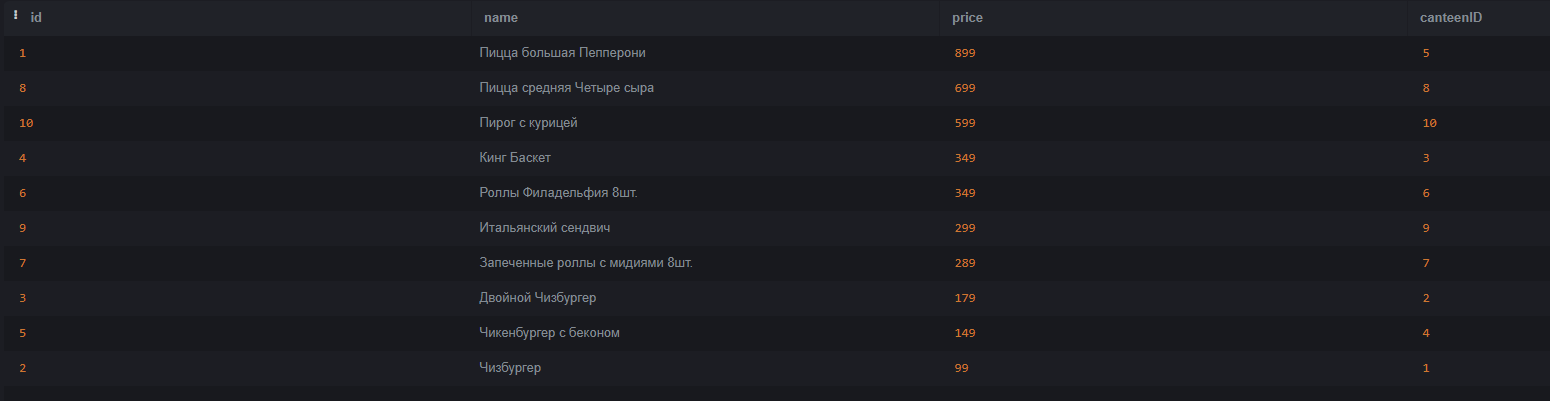 id name price canteenID
1 Пицца большая Пепперони 899 5
8 Пицца средняя Четыре сыра 699 8
10 Пирог с курицей 599 10
4 Кинг Баскет 349 3
6 Роллы Филадельфия 8шт. 349 6
9 Итальянский сендвич 299 9
7 Запеченные роллы с мидиями 8шт. 289 7
3 Двойной Чизбургер 179 2
5 Чикенбургер с беконом 149 4
2 Чизбургер 99 1